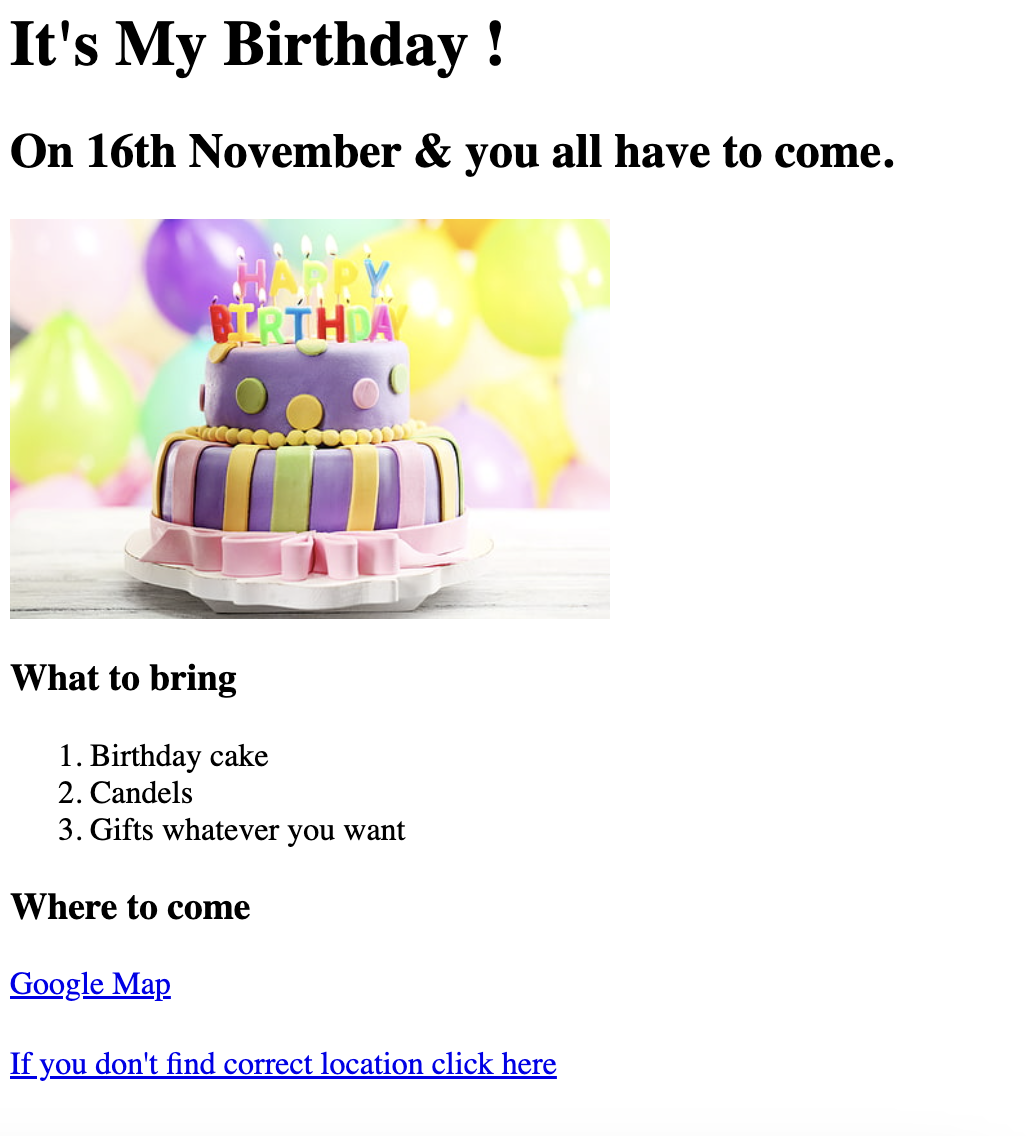 It's My Birthday !
On 16th November & you all have to come.
HAPPY
BIRTHDAY
What to bring
1. Birthday cake
2. Candels
3. Gifts whatever you want
Where to come
Google Map
If you don't find correct location click here